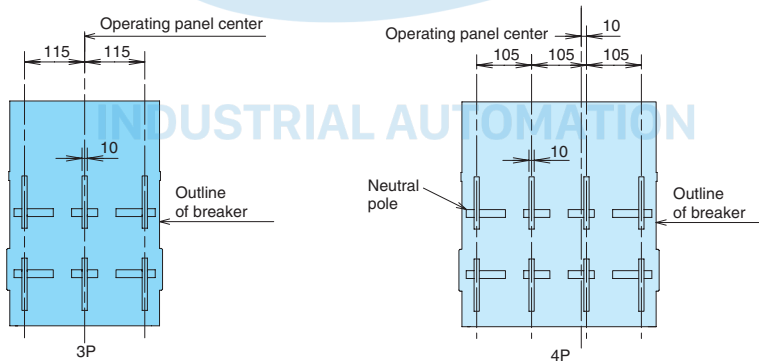 Operating panel center
115
115
10
Outline
of breaker
3P
INDUSTRIAL AUTOMATION
Operating panel center
10
105
105
105
10
Neutral
pole
Outline
of breaker
4P